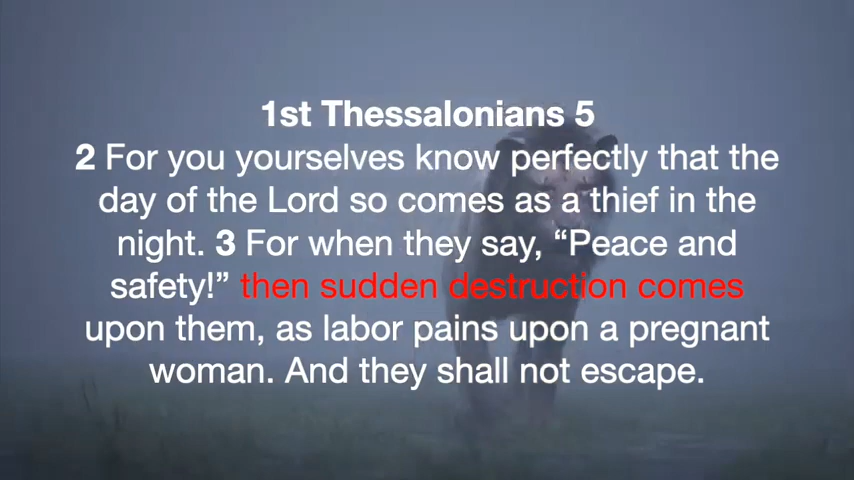 1st Thessalonians 5
2 For you yourselves know perfectly that the
day of the Lord so comes as a thief in the
night. 3 For when they say, “Peace and
safety!” then sudden destruction comes
upon them, as labor pains upon a pregnant
woman. And they shall not escape.